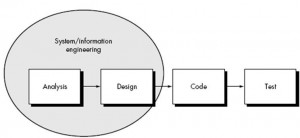 System/information
engineering
Analysis
Design
Code
Test